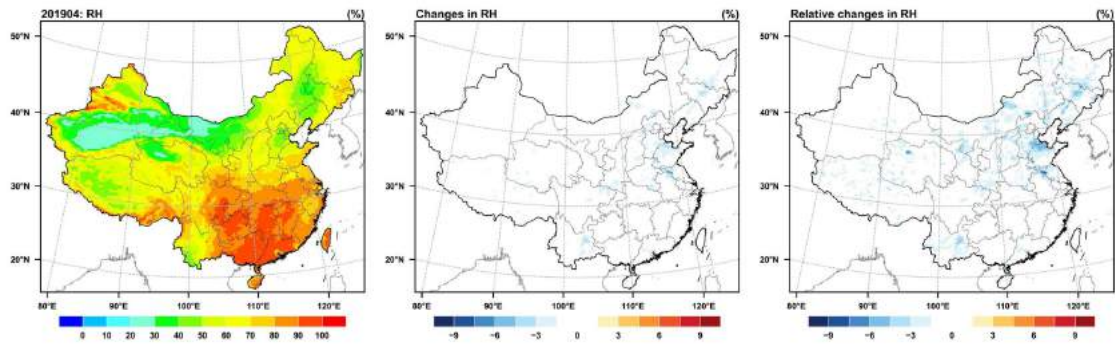 201904: RH (%)
Changes in RH (%)
Relative changes in RH (%)
50°N
40°N
30°N
20°N
80°E 90°E 100°E 110°E 120°E
50°N
40°N
30°N
20°N
80°E 90°E 100°E 110°E 120°E
50°N
40°N
30°N
20°N
80°E 90°E 100°E 110°E 120°E
0 10 20 30 40 50 60 70 80 90 100
−9 −6 −3 0 3 6 9
−9 −6 −3 0 3 6 9